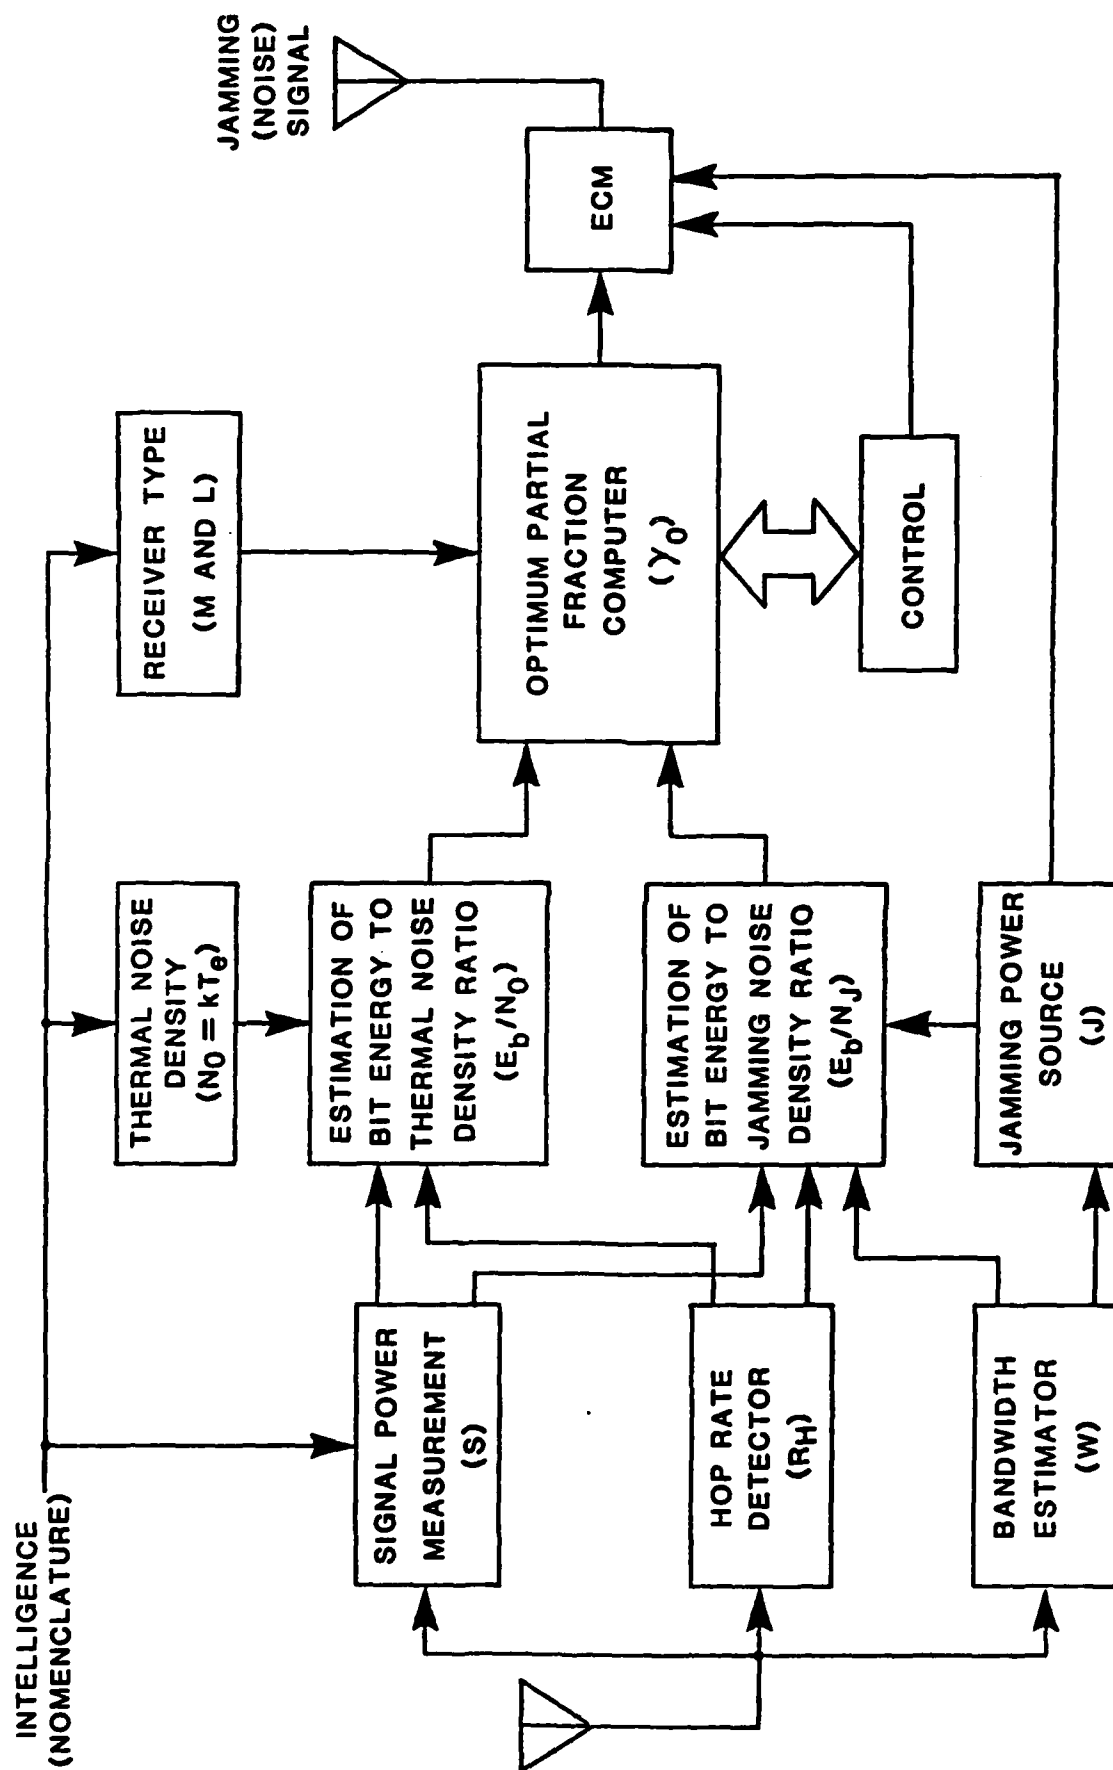 INTELLIGENCE
(NOMENCLATURE)
SIGNAL POWER
MEASUREMENT
(S)
HOP RATE
DETECTOR
(R_H)
BANDWIDTH
ESTIMATOR
(W)
THERMAL NOISE
DENSITY
(N_0 = kT_e)
ESTIMATION OF
BIT ENERGY TO
THERMAL NOISE
DENSITY RATIO
(E_b/N_0)
ESTIMATION OF
BIT ENERGY TO
JAMMING NOISE
DENSITY RATIO
(E_b/N_J)
JAMMING POWER
SOURCE
(J)
RECEIVER TYPE
(M AND L)
OPTIMUM PARTIAL
FRACTION
COMPUTER
(γ_0)
CONTROL
ECM
JAMMING
(NOISE)
SIGNAL